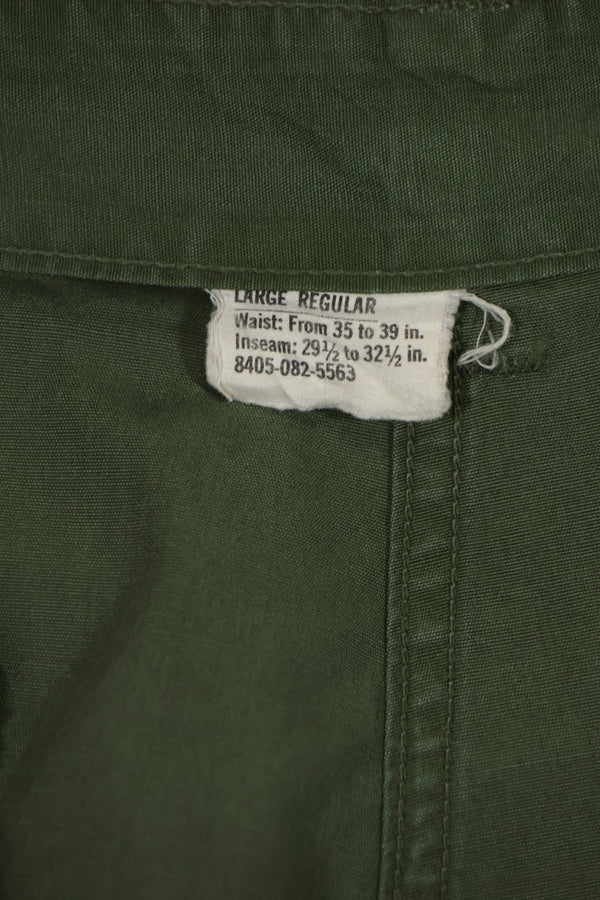 LARGE REGULAR
Waist: From 35 to 39 in.
Inseam: 29½ to 32½ in.
8405-082-5563